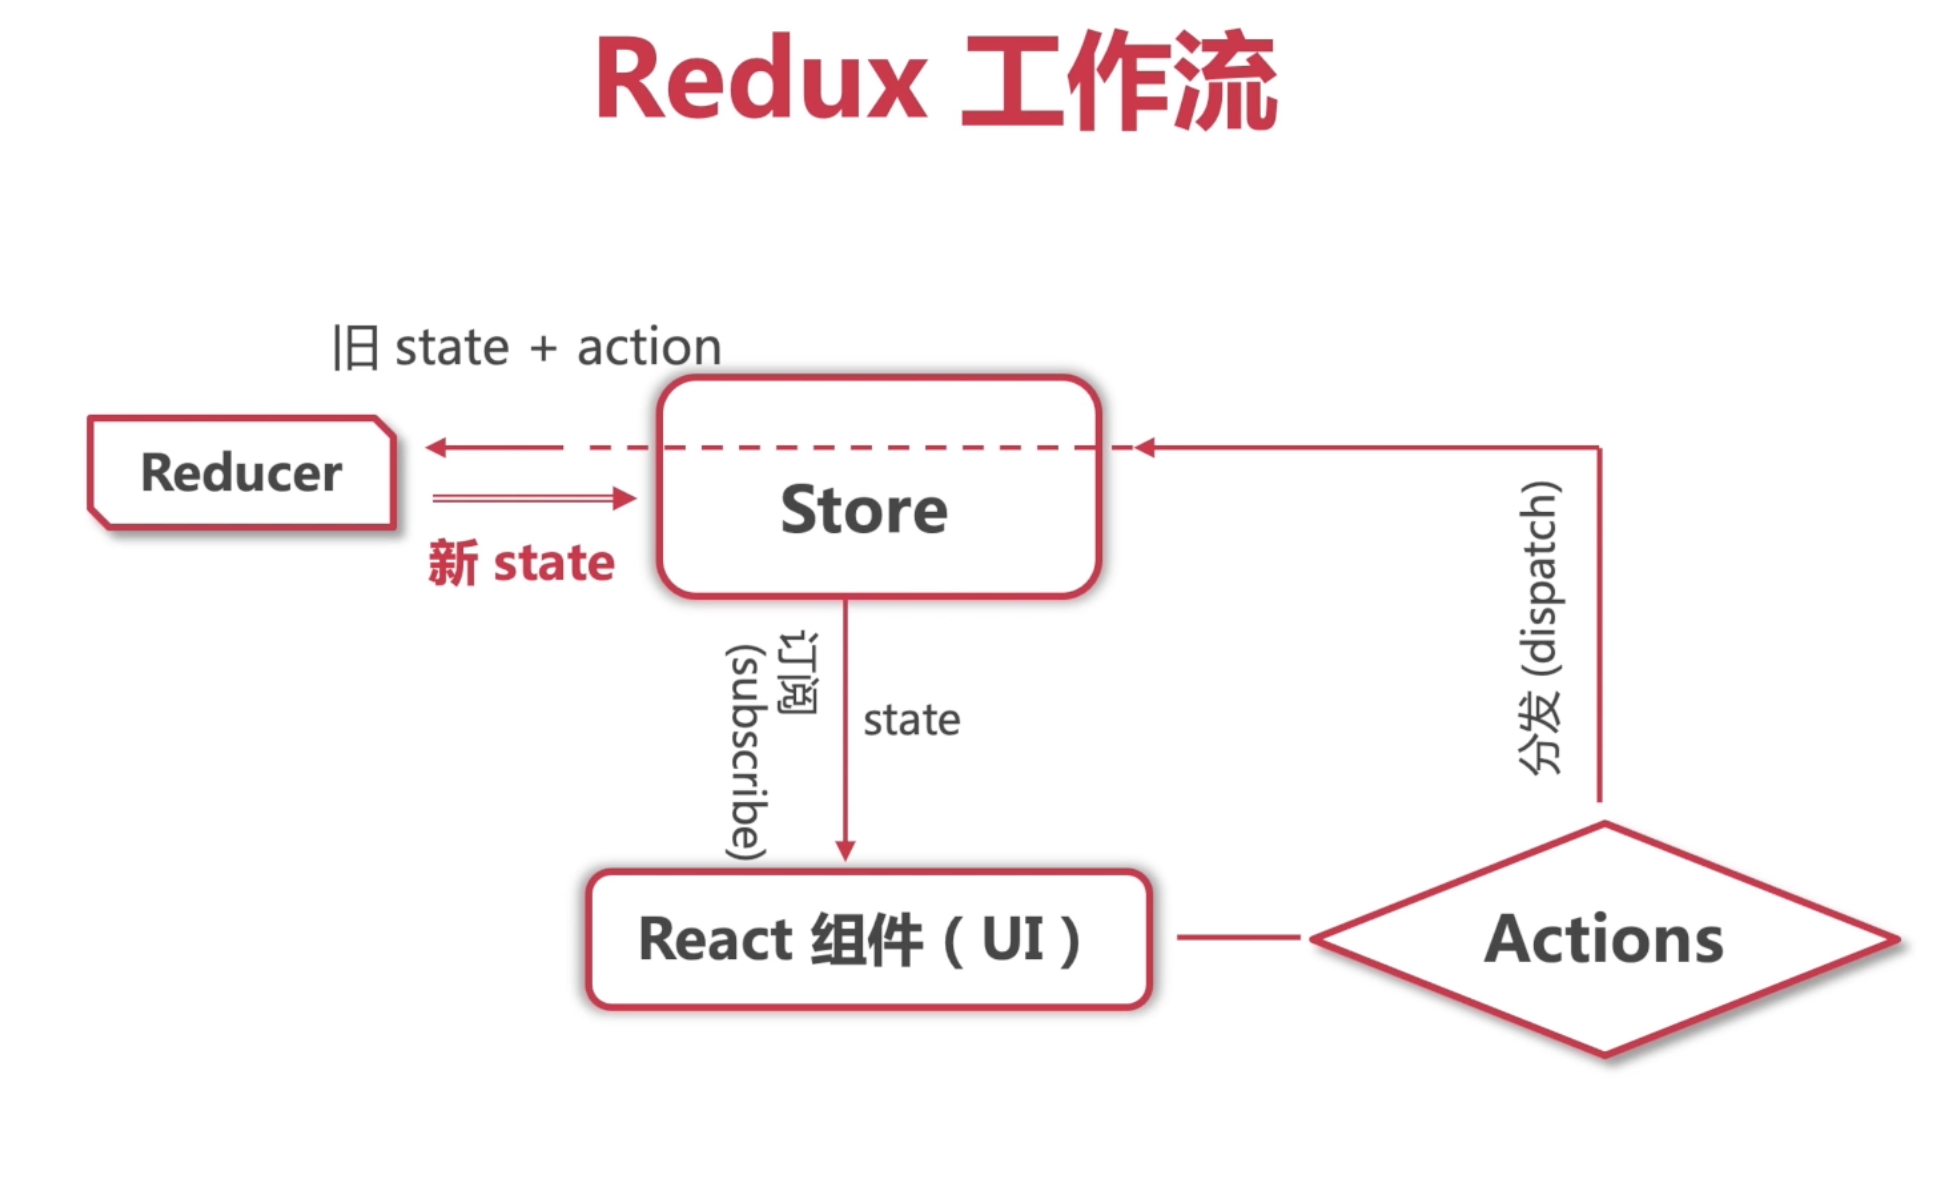 Redux 工作流
旧 state + action
Reducer
新 state
Store
订阅
(subscribe)
state
分发 (dispatch)
React 组件（UI）
Actions